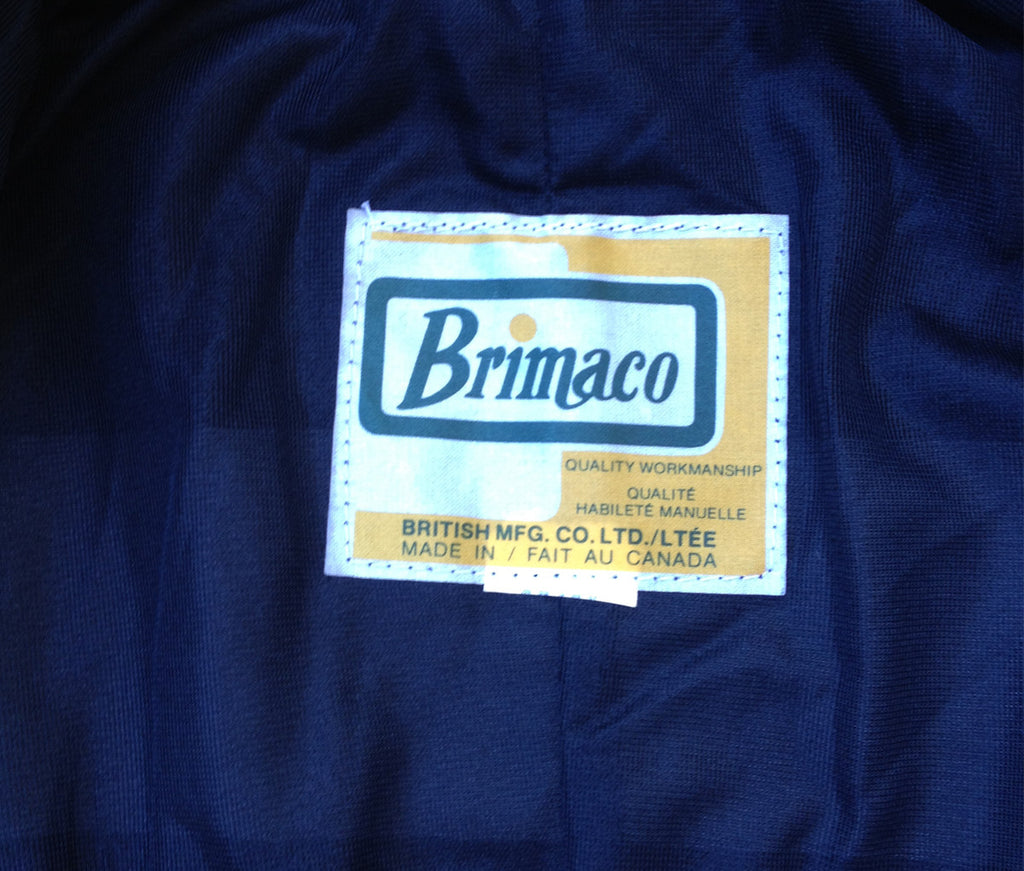 Brimaco
QUALITY WORKMANSHIP
QUALITÉ
HABILETÉ MANUELLE
BRITISH MFG. CO. LTD./LTÉE
MADE IN / FAIT AU CANADA